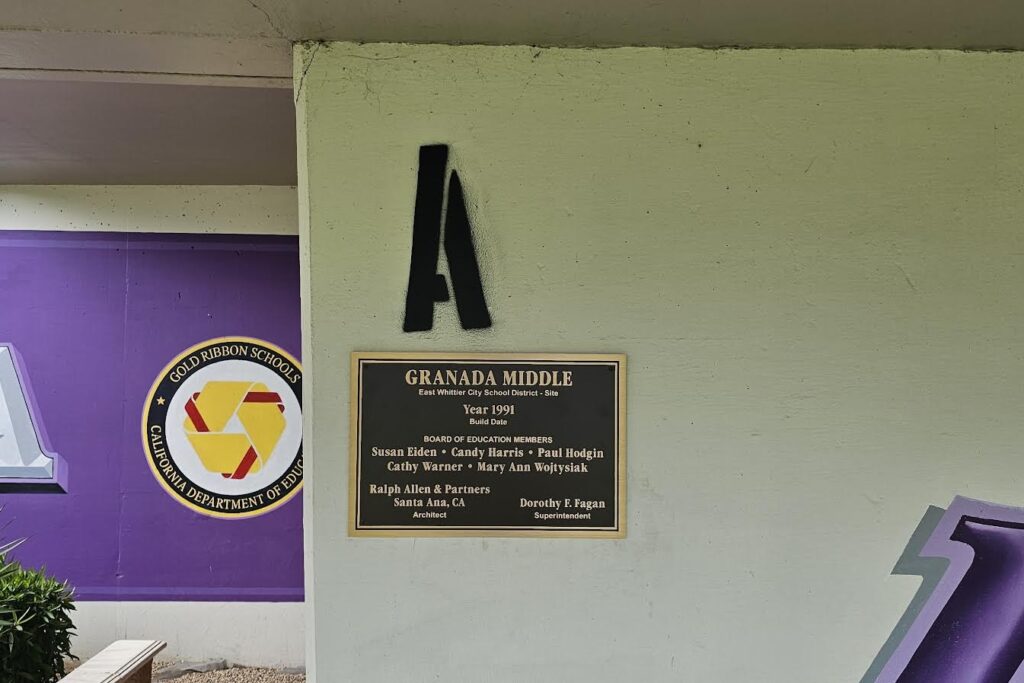 A
GRANADA MIDDLE
East Whittier City School District - Site
Year 1991
Build Date
BOARD OF EDUCATION MEMBERS
Susan Eiden • Candy Harris • Paul Hodgin
Cathy Warner • Mary Ann Wojtysiak
Ralph Allen & Partners
Santa Ana, CA
Architect
Dorothy F. Fagan
Superintendent
GOLD RIBBON SCHOOLS
CALIFORNIA DEPARTMENT OF EDUC